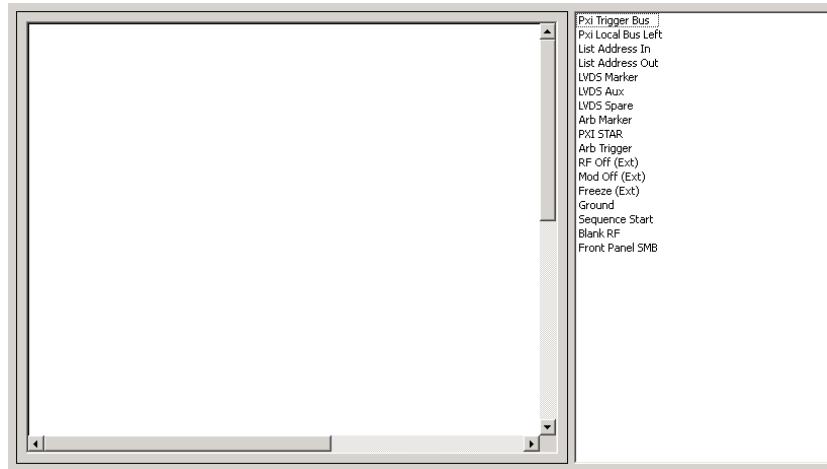 Pxi Trigger Bus
Pxi Local Bus Left
List Address In
List Address Out
LVDS Marker
LVDS Aux
LVDS Spare
Arb Marker
PXI STAR
Arb Trigger
RF Off (Ext)
Mod Off (Ext)
Freeze (Ext)
Ground
Sequence Start
Blank RF
Front Panel SMB